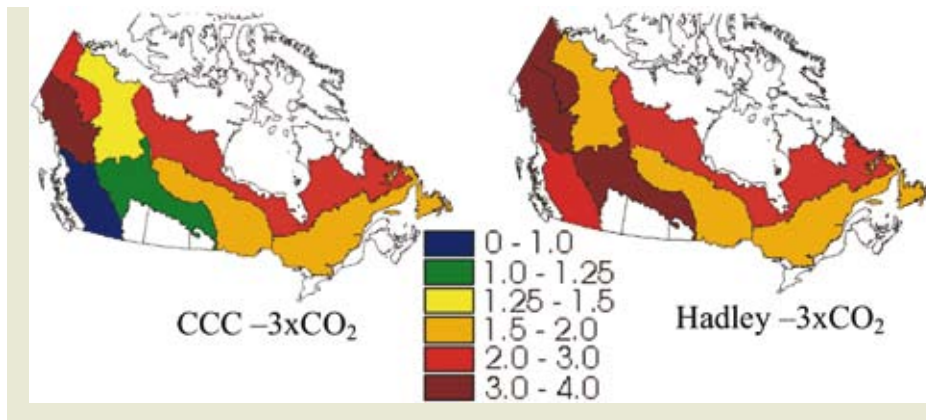 0 - 1.0
1.0 - 1.25
1.25 - 1.5
1.5 - 2.0
2.0 - 3.0
3.0 - 4.0
CCC –3xCO₂
Hadley –3xCO₂